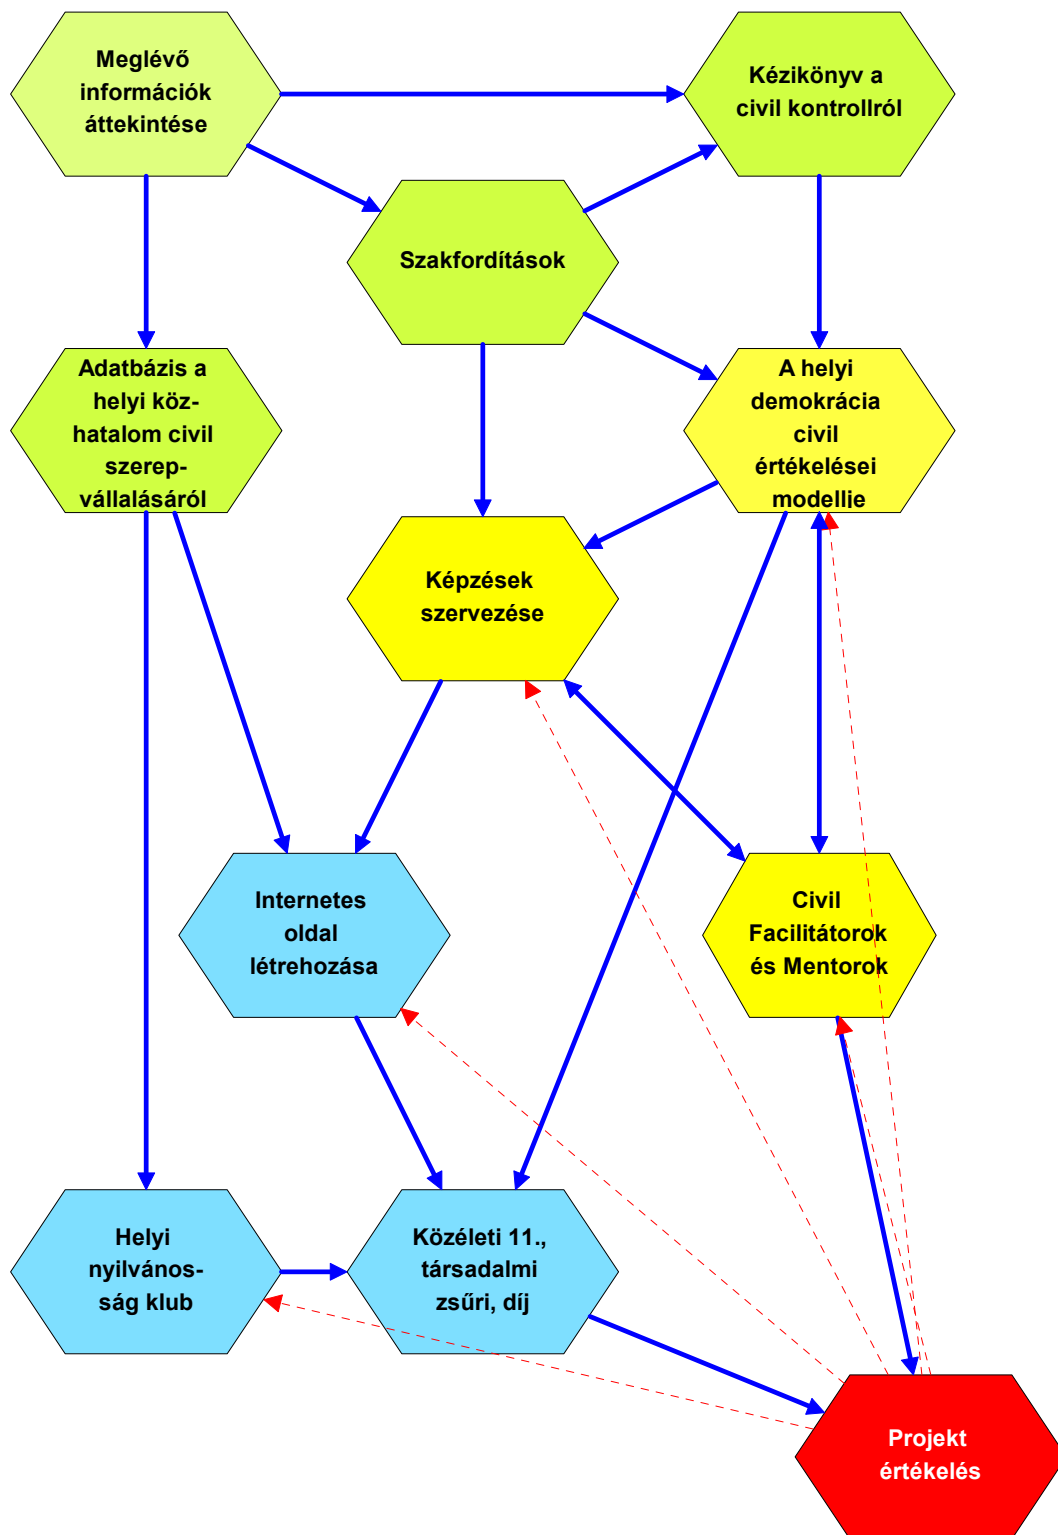 Meglévő
információk
áttekintése
Kézikönyv a
civil kontrollról
Szakfordítások
Adatbázis a
helyi köz-
hatalom civil
szerep-
vállalásáról
A helyi
demokrácia
civil
értékelései
modellje
Képzések
szervezése
Internetes
oldal
létrehozása
Civil
Facilitátorok
és Mentorok
Helyi
nyilvános-
ság klub
Közéleti 11.,
társadalmi
zsűri, díj
Projekt
értékelés